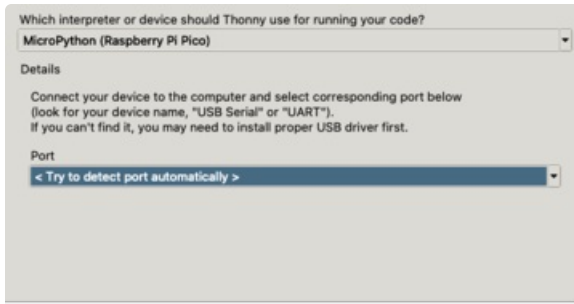 Which interpreter or device should Thonny use for running your code?
MicroPython (Raspberry Pi Pico)
Details
Connect your device to the computer and select corresponding port below
(look for your device name, "USB Serial" or "UART").
If you can't find it, you may need to install proper USB driver first.
Port
< Try to detect port automatically >